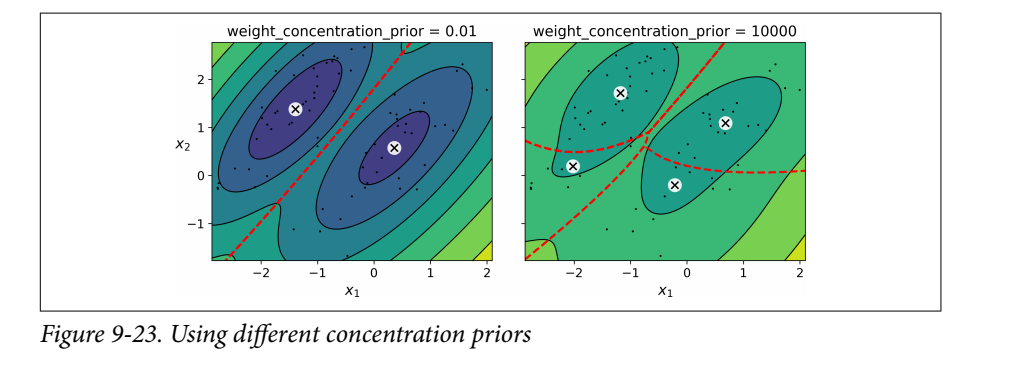 weight_concentration_prior = 0.01
weight_concentration_prior = 10000
x₂
2
1
0
−1
−2 −1 0 1 2
−2 −1 0 1 2
x₁
x₁
Figure 9-23. Using different concentration priors